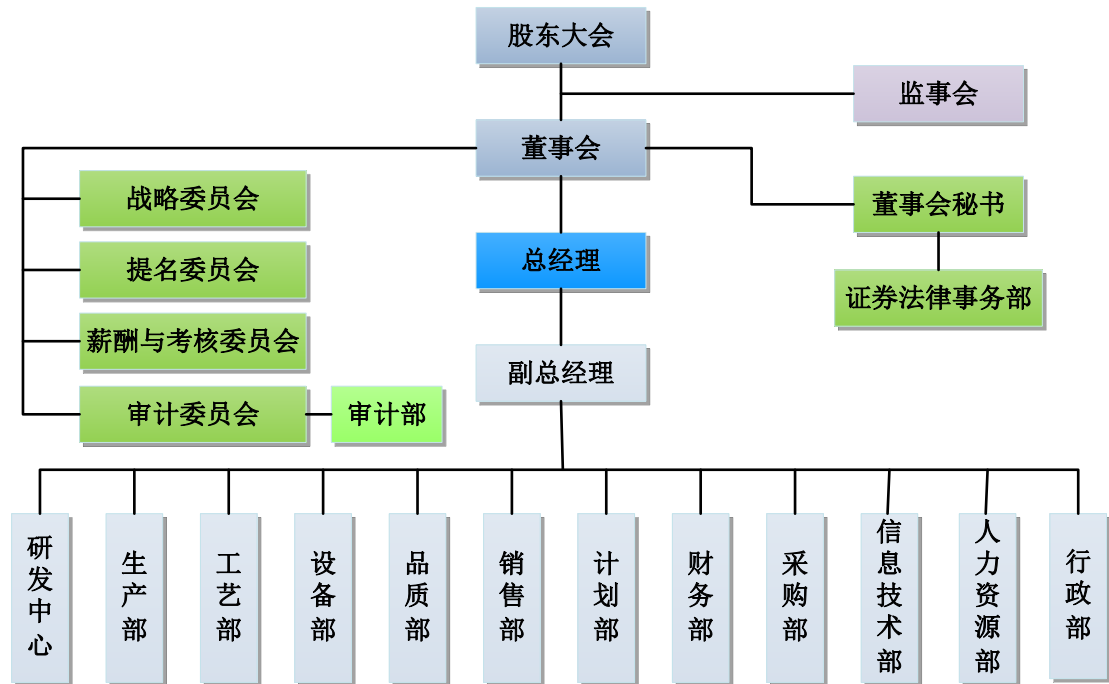 股东大会
监事会
董事会
战略委员会
董事会秘书
提名委员会
总经理
证券法律事务部
薪酬与考核委员会
副总经理
审计委员会
审计部
研发中心
生产部
工艺部
设备部
品质部
销售部
计划部
财务部
采购部
信息技术部
人力资源部
行政部